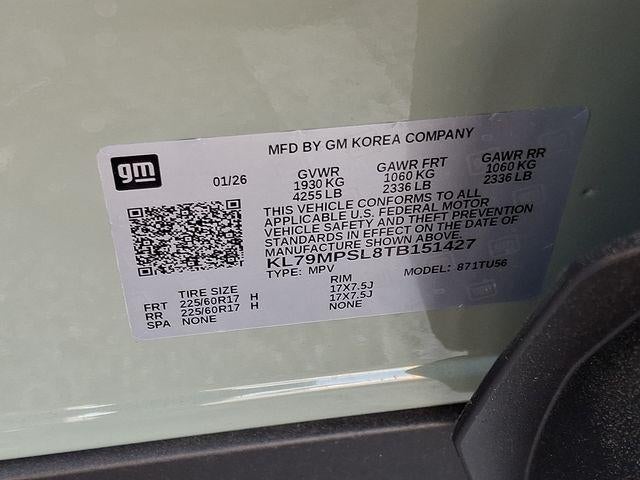 MFD BY GM KOREA COMPANY
gm
01/26
GVWR GAWR FRT GAWR RR
1930 KG 1060 KG 1060 KG
4255 LB 2336 LB 2336 LB
THIS VEHICLE CONFORMS TO ALL
APPLICABLE U.S. FEDERAL MOTOR
VEHICLE SAFETY AND THEFT PREVENTION
STANDARDS IN EFFECT ON THE DATE OF
MANUFACTURE SHOWN ABOVE.
KL79MPSL8TB151427
TYPE: MPV MODEL: 871TU56
TIRE SIZE RIM
FRT 225/60R17 H 17X7.5J
RR 225/60R17 H 17X7.5J
SPA NONE NONE